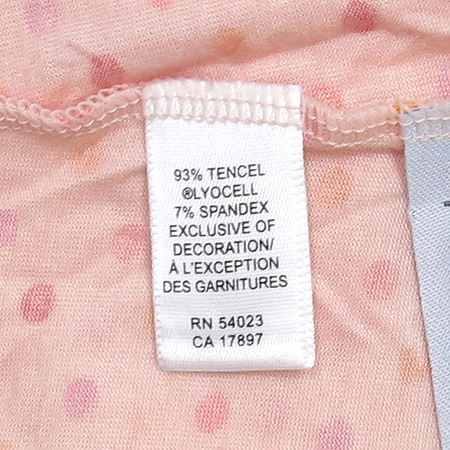 93% TENCEL
®LYOCELL
7% SPANDEX
EXCLUSIVE OF
DECORATION/
À L'EXCEPTION
DES GARNITURES
RN 54023
CA 17897